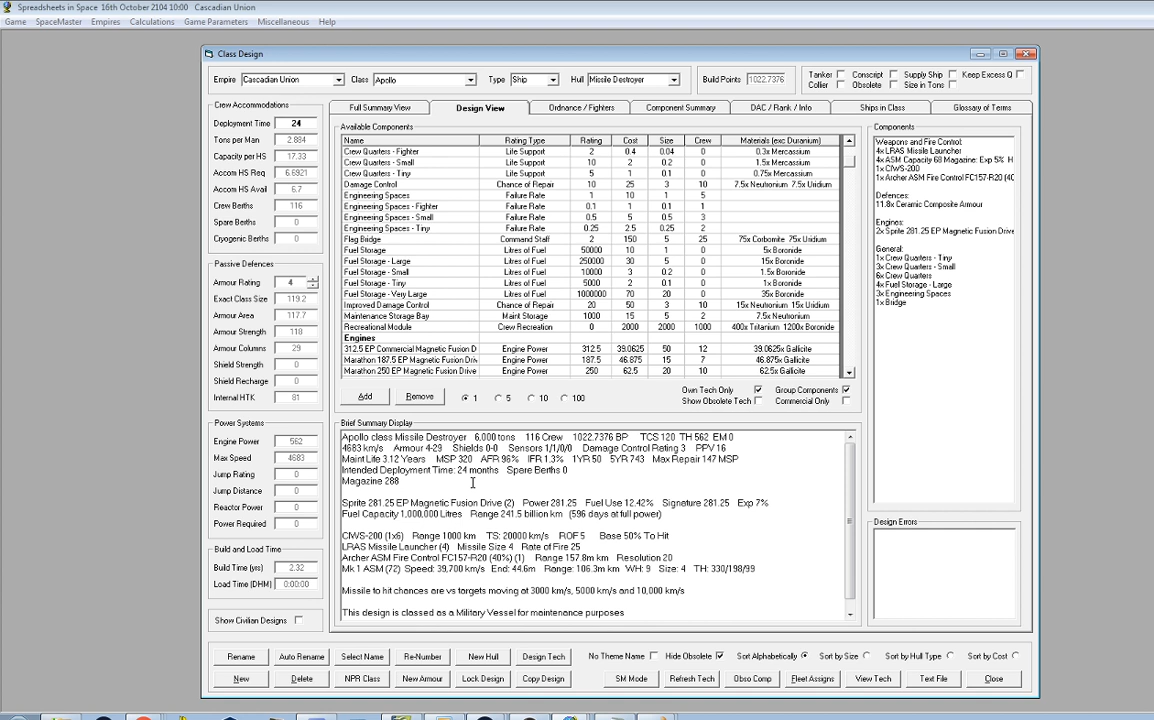 Spreadsheets in Space 16th October 2104 10:00 Cascadian Union
Game SpaceMaster Empires Calculations Game Parameters Miscellaneous Help
Class Design
Empire Cascadian Union Class Apollo Type Ship Hull Missile Destroyer Build Points 1022.7376
Tanker Conscript Supply Ship Keep Excess Q
Collier Obsolete Size in Tons
Full Summary View Design View Ordnance / Fighters Component Summary DAC / Rank / Info Ships in Class Glossary of Terms
Crew Accommodations
Deployment Time 24
Tons per Man 2.884
Capacity per HS 17.33
Accom HS Req 6.6921
Accom HS Avail 6.7
Crew Berths 116
Spare Berths 0
Cryogenic Berths 0
Passive Defences
Armour Rating 4
Exact Class Size 119.2
Armour Area 117.7
Armour Strength 118
Armour Columns 29
Shield Strength 0
Shield Recharge 0
Internal HTK 81
Power Systems
Engine Power 562
Max Speed 4683
Jump Rating 0
Jump Distance 0
Reactor Power 0
Power Required 0
Build and Load Time
Build Time (yrs) 2.32
Load Time (DHM) 0:00:00
Show Civilian Designs
Available Components
Name Rating Type Rating Cost Size Crew Materials (exc Duranium)
Crew Quarters - Fighter Life Support 2 0.4 0.04 0 0.3x Mercassium
Crew Quarters - Small Life Support 10 2 0.2 0 1.5x Mercassium
Crew Quarters - Tiny Life Support 5 1 0.1 0 0.75x Mercassium
Damage Control Chance of Repair 10 25 3 10 7.5x Neutronium 7.5x Uridium
Engineering Spaces Failure Rate 1 10 1 5
Engineering Spaces - Fighter Failure Rate 0.1 1 0.1 1
Engineering Spaces - Small Failure Rate 0.5 5 0.5 3
Engineering Spaces - Tiny Failure Rate 0.25 2.5 0.25 2
Flag Bridge Command Staff 2 150 5 25 75x Corbomite 75x Uridium
Fuel Storage Litres of Fuel 50000 10 1 0 5x Boronide
Fuel Storage - Large Litres of Fuel 250000 30 5 0 15x Boronide
Fuel Storage - Small Litres of Fuel 10000 3 0.2 0 1.5x Boronide
Fuel Storage - Tiny Litres of Fuel 5000 2 0.1 0 1x Boronide
Fuel Storage - Very Large Litres of Fuel 1000000 70 20 0 35x Boronide
Improved Damage Control Chance of Repair 20 50 3 10 15x Neutronium 15x Uridium
Maintenance Storage Bay Maint Storage 1000 15 5 2 7.5x Neutronium
Recreational Module Crew Recreation 0 2000 2000 1000 400x Tritanium 1200x Boronide
Engines
312.5 EP Commercial Magnetic Fusion D Engine Power 312.5 39.0625 50 12 39.0625x Gallicite
Marathon 187.5 EP Magnetic Fusion Driv Engine Power 187.5 46.875 15 7 46.875x Gallicite
Marathon 250 EP Magnetic Fusion Drive Engine Power 250 62.5 20 10 62.5x Gallicite
Add Remove 1 5 10 100
Own Tech Only Group Components
Show Obsolete Tech Commercial Only
Brief Summary Display
Apollo class Missile Destroyer 6,000 tons 116 Crew 1022.7376 BP TCS 120 TH 562 EM 0
4683 km/s Armour 4-29 Shields 0-0 Sensors 1/1/0/0 Damage Control Rating 3 PPV 16
Maint Life 3.12 Years MSP 320 AFR 96% IFR 1.3% 1YR 50 5YR 743 Max Repair 147 MSP
Intended Deployment Time: 24 months Spare Berths 0
Magazine 288
Sprite 281.25 EP Magnetic Fusion Drive (2) Power 281.25 Fuel Use 12.42% Signature 281.25 Exp 7%
Fuel Capacity 1,000,000 Litres Range 241.5 billion km (596 days at full power)
CIWS-200 (1x6) Range 1000 km TS: 20000 km/s ROF 5 Base 50% To Hit
LRAS Missile Launcher (4) Missile Size 4 Rate of Fire 25
Archer ASM Fire Control FC157-R20 (40%) (1) Range 157.8m km Resolution 20
Mk 1 ASM (72) Speed: 39,700 km/s End: 44.6m Range: 106.3m km WH: 9 Size: 4 TH: 330/198/99
Missile to hit chances are vs targets moving at 3000 km/s, 5000 km/s and 10,000 km/s
This design is classed as a Military Vessel for maintenance purposes
Components
Weapons and Fire Control:
4x LRAS Missile Launcher
4x ASM Capacity 68 Magazine: Exp 5% H
1x CIWS-200
1x Archer ASM Fire Control FC157-R20 (40
Defences:
11.8x Ceramic Composite Armour
Engines:
2x Sprite 281.25 EP Magnetic Fusion Drive
General:
1x Crew Quarters - Tiny
3x Crew Quarters - Small
6x Crew Quarters
4x Fuel Storage - Large
3x Engineering Spaces
1x Bridge
Design Errors
Rename Auto Rename Select Name Re-Number New Hull Design Tech No Theme Name Hide Obsolete Sort Alphabetically Sort by Size Sort by Hull Type Sort by Cost
New Delete NPR Class New Armour Lock Design Copy Design SM Mode Refresh Tech Obso Comp Fleet Assigns View Tech Text File Close